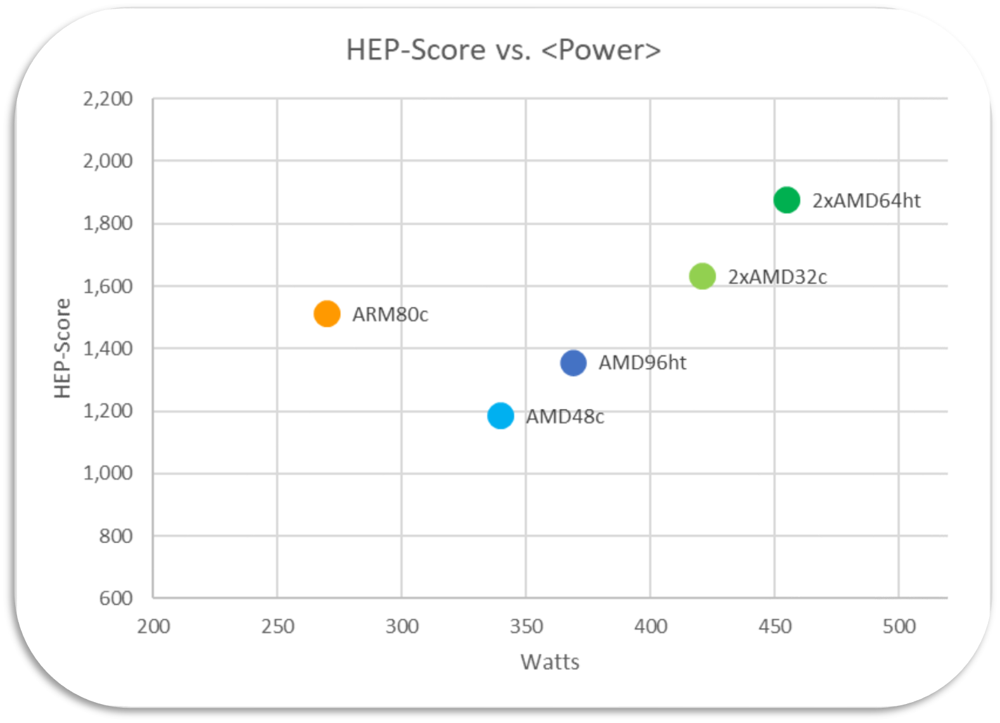 HEP-Score vs. <Power>
2,200
2,000
1,800
1,600
1,400
1,200
1,000
800
600
HEP-Score
2xAMD64ht
2xAMD32c
ARM80c
AMD96ht
AMD48c
200 250 300 350 400 450 500
Watts